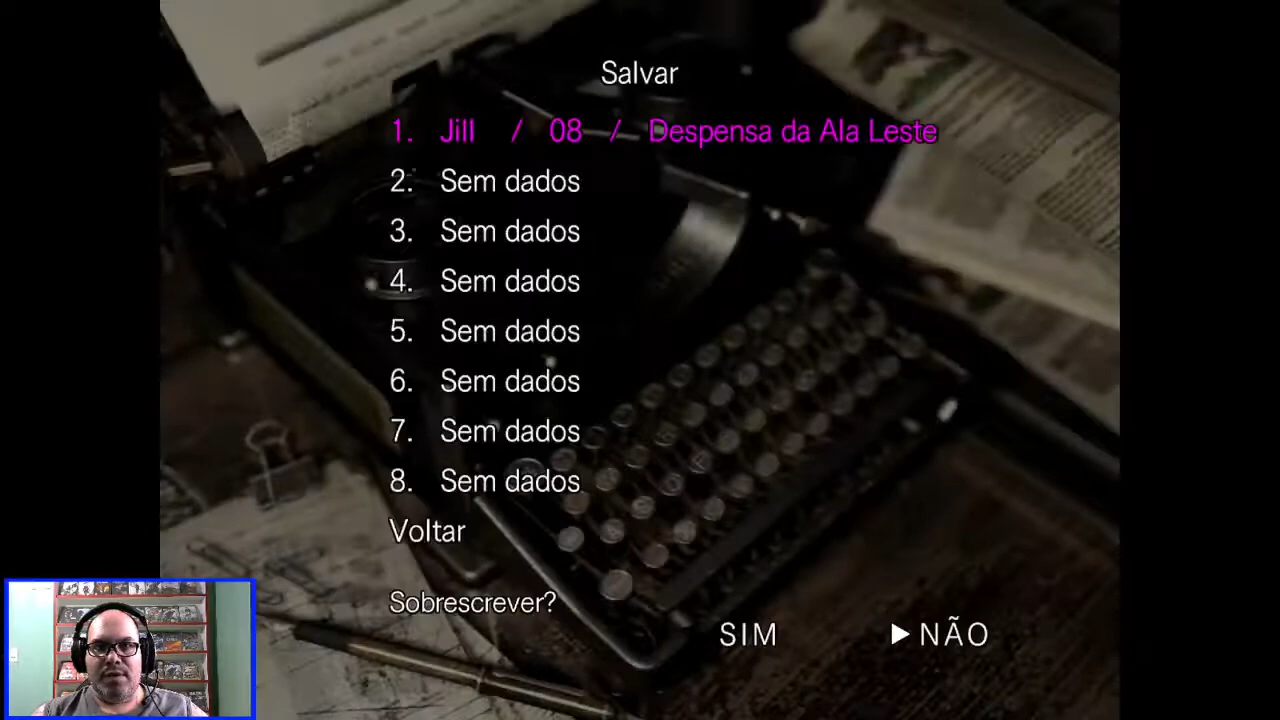 Salvar
1. Jill / 08 / Despensa da Ala Leste
2. Sem dados
3. Sem dados
4. Sem dados
5. Sem dados
6. Sem dados
7. Sem dados
8. Sem dados
Voltar
Sobrescrever?
SIM ▶NÃO